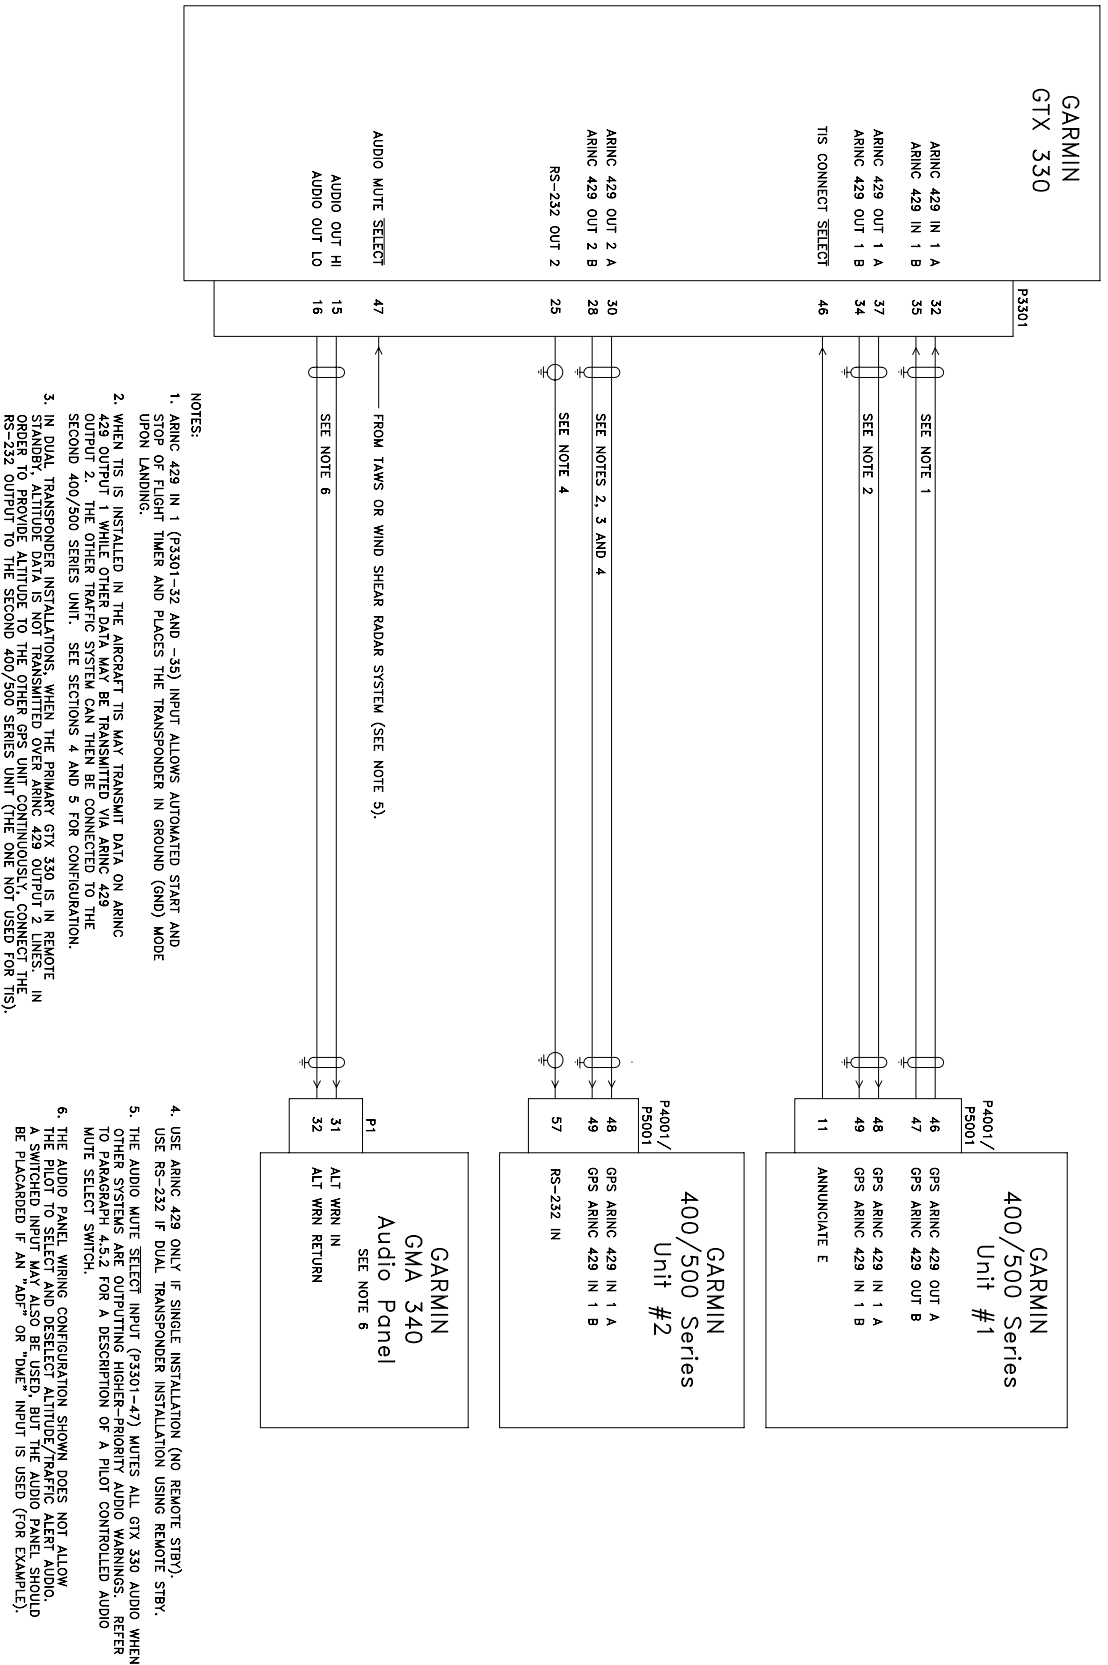 GARMIN
GTX 330
P3301
ARINC 429 IN 1 A 32
ARINC 429 IN 1 B 35
ARINC 429 OUT 1 A 37
ARINC 429 OUT 1 B 34
TIS CONNECT SELECT 46
ARINC 429 OUT 2 A 30
ARINC 429 OUT 2 B 28
RS-232 OUT 2 25
AUDIO MUTE SELECT 47
AUDIO OUT HI 15
AUDIO OUT LO 16
SEE NOTE 1
SEE NOTE 2
SEE NOTES 2, 3 AND 4
SEE NOTE 4
FROM TAWS OR WIND SHEAR RADAR SYSTEM (SEE NOTE 5).
SEE NOTE 6
P4001/
P5001
GARMIN
400/500 Series
Unit #1
46 GPS ARINC 429 OUT A
47 GPS ARINC 429 OUT B
48 GPS ARINC 429 IN 1 A
49 GPS ARINC 429 IN 1 B
11 ANNUNCIATE E
P4001/
P5001
GARMIN
400/500 Series
Unit #2
48 GPS ARINC 429 IN 1 A
49 GPS ARINC 429 IN 1 B
57 RS-232 IN
P1
GARMIN
GMA 340
Audio Panel
SEE NOTE 6
31 ALT WRN IN
32 ALT WRN RETURN
NOTES:
1. ARINC 429 IN 1 (P3301-32 AND -35) INPUT ALLOWS AUTOMATED START AND
STOP OF FLIGHT TIMER AND PLACES THE TRANSPONDER IN GROUND (GND) MODE
UPON LANDING.
2. WHEN TIS IS INSTALLED IN THE AIRCRAFT TIS MAY TRANSMIT DATA ON ARINC
429 OUTPUT 1 WHILE OTHER DATA MAY BE TRANSMITTED VIA ARINC 429
OUTPUT 2. THE OTHER TRAFFIC SYSTEM CAN THEN BE CONNECTED TO THE
SECOND 400/500 SERIES UNIT. SEE SECTIONS 4 AND 5 FOR CONFIGURATION.
3. IN DUAL TRANSPONDER INSTALLATIONS, WHEN THE PRIMARY GTX 330 IS IN REMOTE
STANDBY, ALTITUDE DATA IS NOT TRANSMITTED OVER ARINC 429 OUTPUT 2 LINES. IN
ORDER TO PROVIDE ALTITUDE TO THE OTHER GPS UNIT CONTINUOUSLY, CONNECT THE
RS-232 OUTPUT TO THE SECOND 400/500 SERIES UNIT (THE ONE NOT USED FOR TIS).
4. USE ARINC 429 ONLY IF SINGLE INSTALLATION (NO REMOTE STBY).
USE RS-232 IF DUAL TRANSPONDER INSTALLATION USING REMOTE STBY.
5. THE AUDIO MUTE SELECT INPUT (P3301-47) MUTES ALL GTX 330 AUDIO WHEN
OTHER SYSTEMS ARE OUTPUTTING HIGHER-PRIORITY AUDIO WARNINGS. REFER
TO PARAGRAPH 4.5.2 FOR A DESCRIPTION OF A PILOT CONTROLLED AUDIO
MUTE SELECT SWITCH.
6. THE AUDIO PANEL WIRING CONFIGURATION SHOWN DOES NOT ALLOW
THE PILOT TO SELECT AND DESELECT ALTITUDE/TRAFFIC ALERT AUDIO.
A SWITCHED INPUT MAY ALSO BE USED, BUT THE AUDIO PANEL SHOULD
BE PLACARDED IF AN "ADF" OR "DME" INPUT IS USED (FOR EXAMPLE).